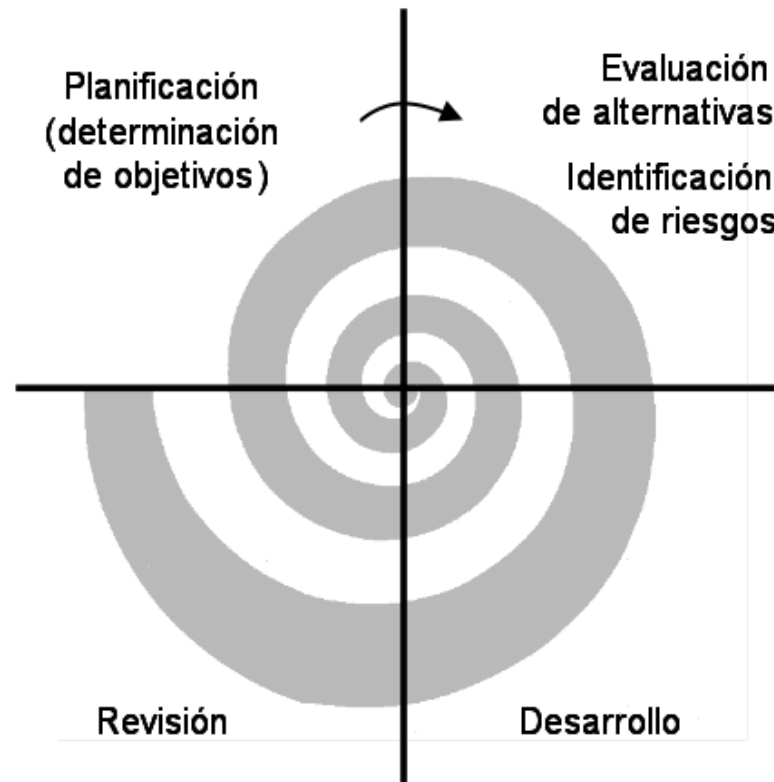 Planificación
(determinación
de objetivos)
Evaluación
de alternativas
Identificación
de riesgos
Revisión
Desarrollo